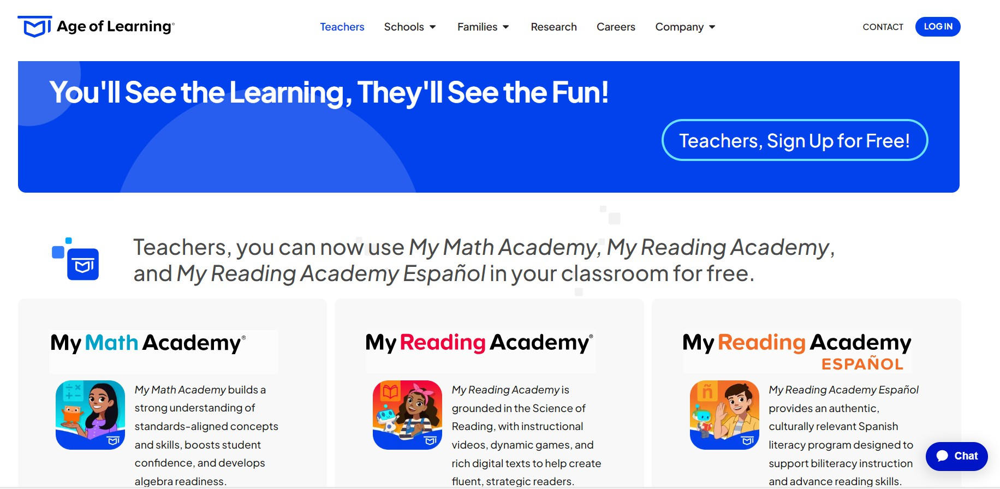 Age of Learning®
Teachers
Schools
Families
Research
Careers
Company
CONTACT
LOG IN
You'll See the Learning, They'll See the Fun!
Teachers, Sign Up for Free!
Teachers, you can now use My Math Academy, My Reading Academy,
and My Reading Academy Español in your classroom for free.
My Math Academy®
My Math Academy builds a
strong understanding of
standards-aligned concepts
and skills, boosts student
confidence, and develops
algebra readiness.
My Reading Academy®
My Reading Academy is
grounded in the Science of
Reading, with instructional
videos, dynamic games, and
rich digital texts to help create
fluent, strategic readers.
My Reading Academy
ESPAÑOL
ñ
My Reading Academy Español
provides an authentic,
culturally relevant Spanish
literacy program designed to
support biliteracy instruction
and advance reading skills.
Chat